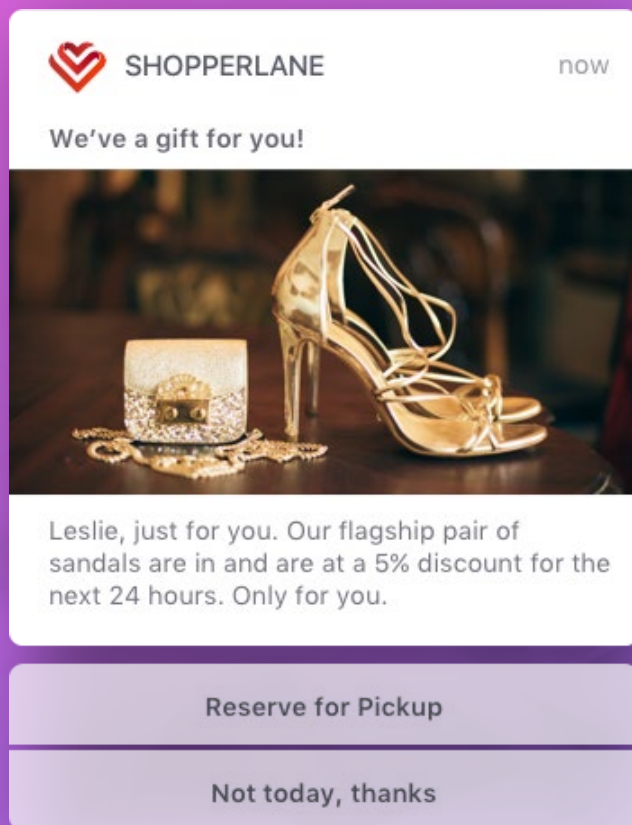 SHOPPERLANE
now
We've a gift for you!
Leslie, just for you. Our flagship pair of
sandals are in and are at a 5% discount for the
next 24 hours. Only for you.
Reserve for Pickup
Not today, thanks